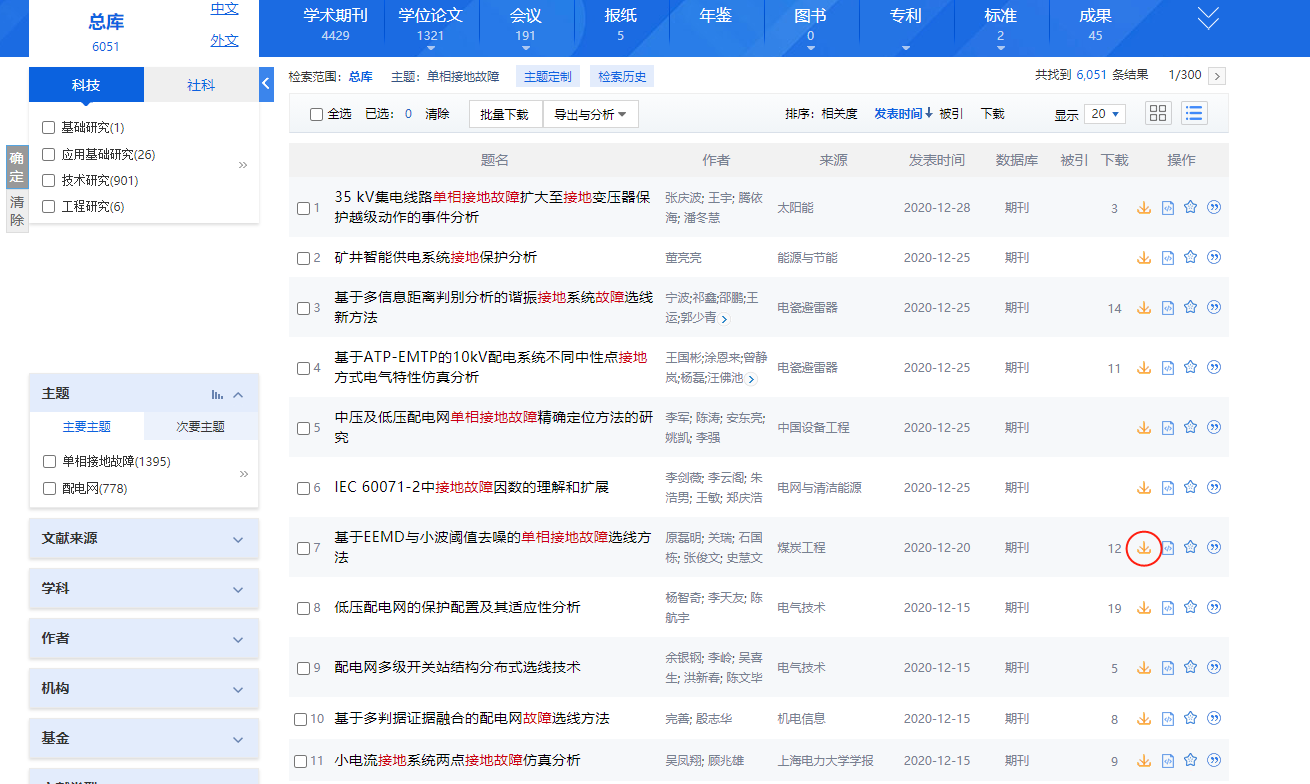 总库
6051
中文
外文
学术期刊
4429
学位论文
1321
会议
191
报纸
5
年鉴
图书
0
专利
标准
2
成果
45
科技
社科
基础研究(1)
应用基础研究(26)
技术研究(901)
工程研究(6)
确定
清除
主题
主要主题
次要主题
单相接地故障(1395)
配电网(778)
文献来源
学科
作者
机构
基金
检索范围：总库 主题：单相接地故障 主题定制 检索历史
共找到 6,051 条结果 1/300
全选 已选：0 清除 批量下载 导出与分析
排序：相关度 发表时间↓ 被引 下载 显示 20
题名 作者 来源 发表时间 数据库 被引 下载 操作
1 35 kV集电线路单相接地故障扩大至接地变压器保
护越级动作的事件分析
张庆波; 王宇; 腾依
海; 潘冬慧
太阳能 2020-12-28 期刊 3
2 矿井智能供电系统接地保护分析 董亮亮 能源与节能 2020-12-25 期刊
3 基于多信息距离判别分析的谐振接地系统故障选线
新方法
宁波;祁鑫;邵鹏;王
运;郭少青
电瓷避雷器 2020-12-25 期刊 14
4 基于ATP-EMTP的10kV配电系统不同中性点接地
方式电气特性仿真分析
王国彬;涂恩来;曾静
岚;杨磊;汪佛池
电瓷避雷器 2020-12-25 期刊 11
5 中压及低压配电网单相接地故障精确定位方法的研
究
李军; 陈涛; 安东亮;
姚凯; 李强
中国设备工程 2020-12-25 期刊
6 IEC 60071-2中接地故障因数的理解和扩展
李剑薇; 李云阁; 朱
浩男; 王敏; 郑庆浩
电网与清洁能源 2020-12-25 期刊
7 基于EEMD与小波阈值去噪的单相接地故障选线方
法
原磊明; 关瑞; 石国
栋; 张俊文; 史慧文
煤炭工程 2020-12-20 期刊 12
8 低压配电网的保护配置及其适应性分析
杨智奇; 李天友; 陈
航宇
电气技术 2020-12-15 期刊 19
9 配电网多级开关站结构分布式选线技术
余银钢; 李岭; 吴喜
生; 洪新春; 陈文毕
电气技术 2020-12-15 期刊 5
10 基于多判据证据融合的配电网故障选线方法 完善; 殷志华 机电信息 2020-12-15 期刊 8
11 小电流接地系统两点接地故障仿真分析 吴凤翔; 顾兆雄 上海电力大学学报 2020-12-15 期刊 9